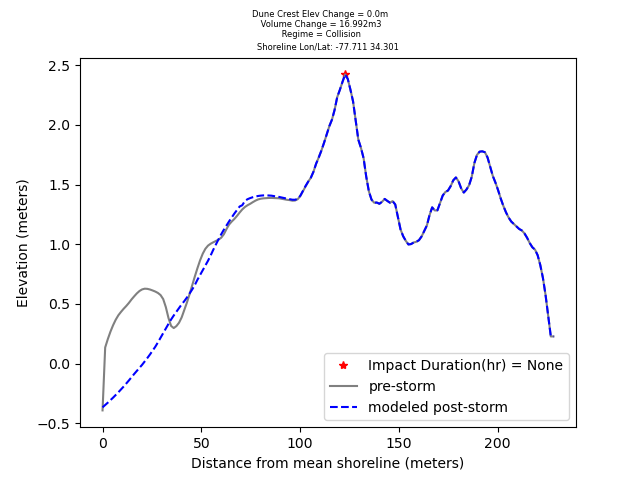 Dune Crest Elev Change = 0.0m
Volume Change = 16.992m3
Regime = Collision
Shoreline Lon/Lat: -77.711 34.301
2.5
2.0
1.5
1.0
0.5
0.0
−0.5
Elevation (meters)
Impact Duration(hr) = None
pre-storm
modeled post-storm
0 50 100 150 200
Distance from mean shoreline (meters)